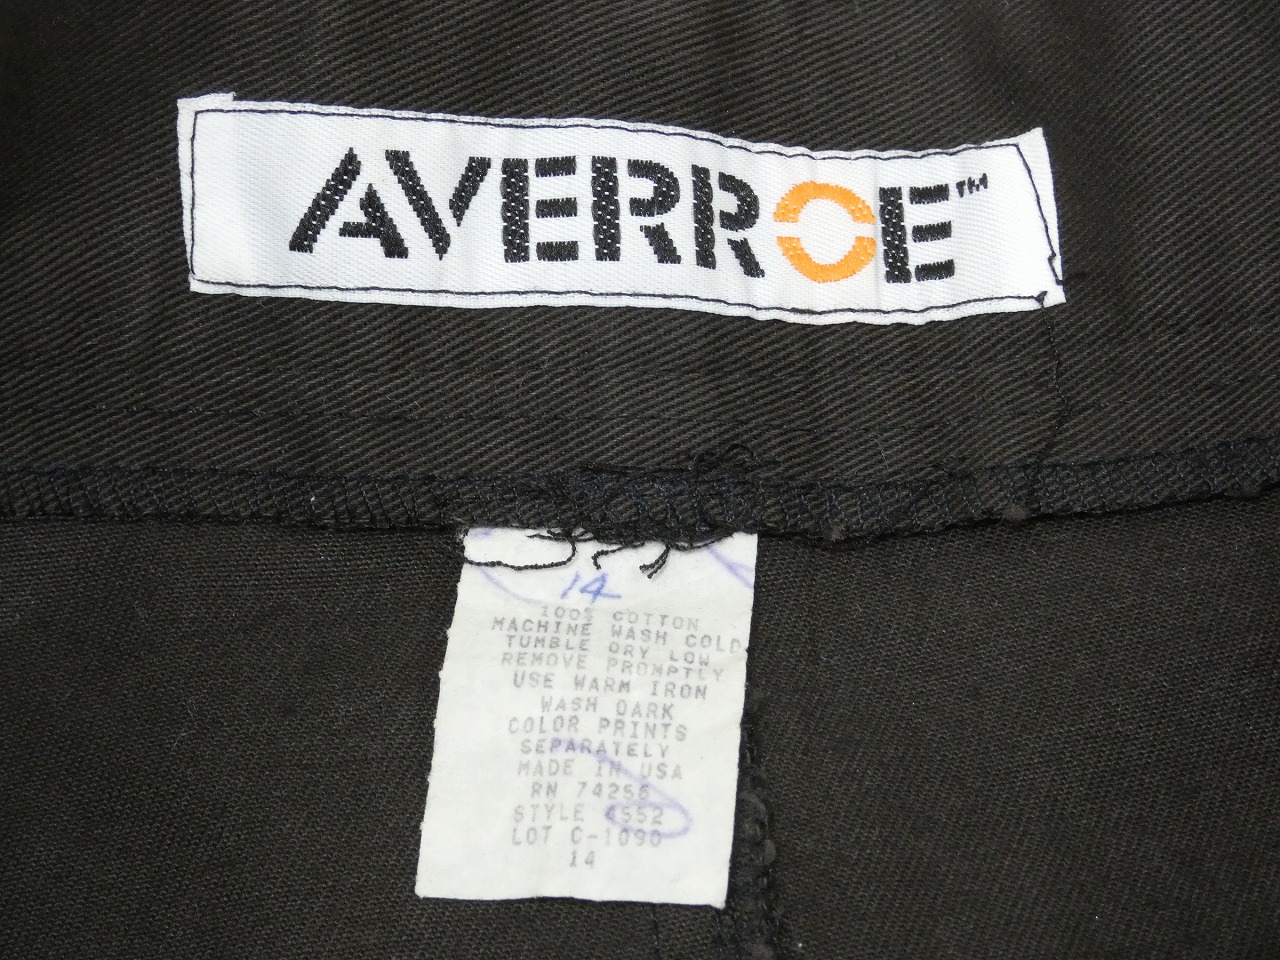 AVERROE™
14
100% COTTON
MACHINE WASH COLD
TUMBLE DRY LOW
REMOVE PROMPTLY
USE WARM IRON
WASH DARK
COLOR PRINTS
SEPARATELY
MADE IN USA
RN 74256
STYLE 4552
LOT C-1090
14